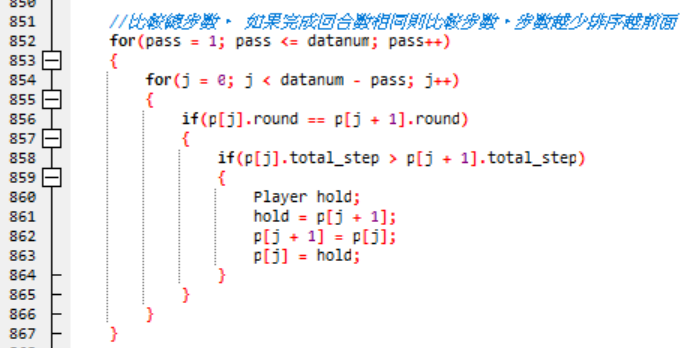 851 //比較總步數， 如果完成回合數相同則比較步數，步數越少排序越前面
852 for(pass = 1; pass <= datanum; pass++)
853 {
854 for(j = 0; j < datanum - pass; j++)
855 {
856 if(p[j].round == p[j + 1].round)
857 {
858 if(p[j].total_step > p[j + 1].total_step)
859 {
860 Player hold;
861 hold = p[j + 1];
862 p[j + 1] = p[j];
863 p[j] = hold;
864 }
865 }
866 }
867 }